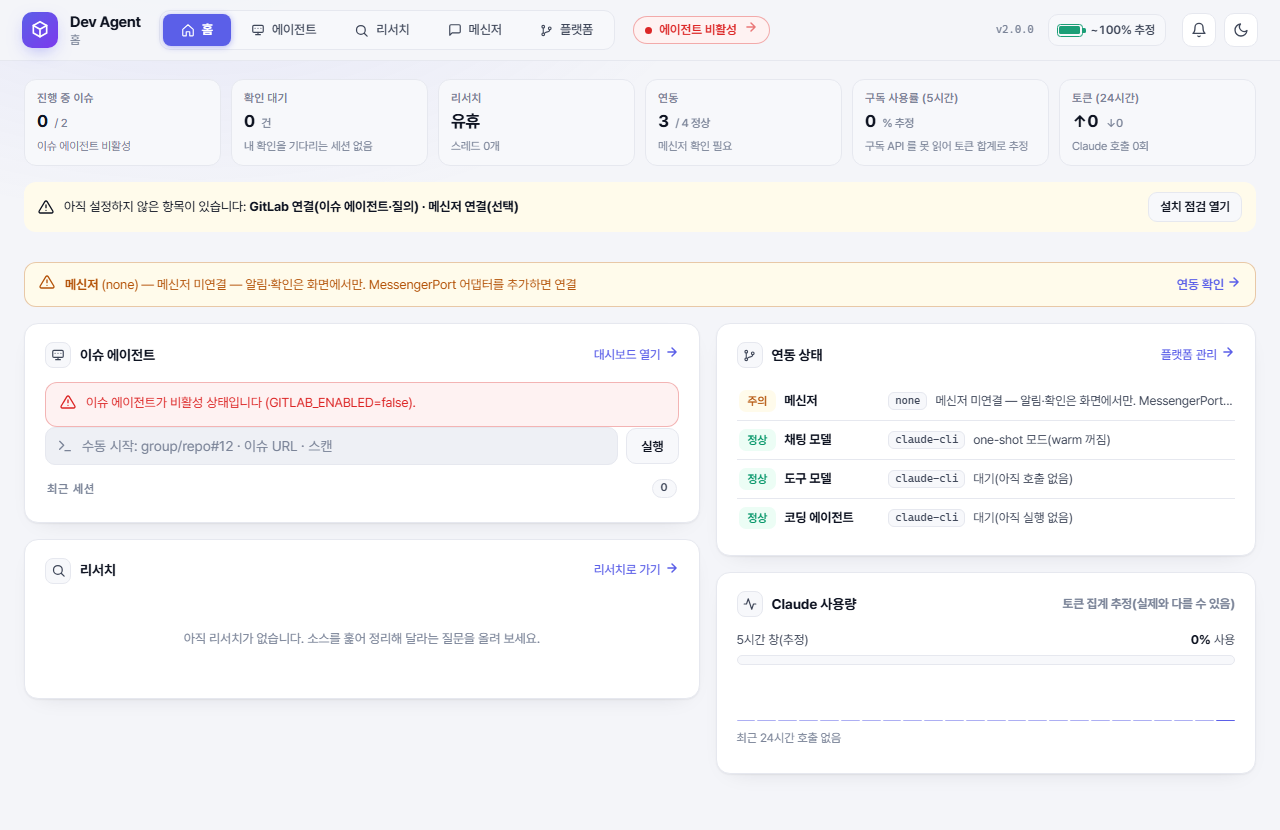 Dev Agent
홈
홈
에이전트
리서치
메신저
플랫폼
에이전트 비활성
v2.0.0
~100% 추정
진행 중 이슈
0 / 2
이슈 에이전트 비활성
확인 대기
0 건
내 확인을 기다리는 세션 없음
리서치
유휴
스레드 0개
연동
3 / 4 정상
메신저 확인 필요
구독 사용률 (5시간)
0 % 추정
구독 API 를 못 읽어 토큰 합계로 추정
토큰 (24시간)
↑0 ↓0
Claude 호출 0회
아직 설정하지 않은 항목이 있습니다: GitLab 연결(이슈 에이전트·질의) · 메신저 연결(선택)
설치 점검 열기
메신저 (none) — 메신저 미연결 — 알림·확인은 화면에서만. MessengerPort 어댑터를 추가하면 연결
연동 확인 →
이슈 에이전트
대시보드 열기 →
이슈 에이전트가 비활성 상태입니다 (GITLAB_ENABLED=false).
수동 시작: group/repo#12 · 이슈 URL · 스캔
실행
최근 세션
0
리서치
리서치로 가기 →
아직 리서치가 없습니다. 소스를 훑어 정리해 달라는 질문을 올려 보세요.
연동 상태
플랫폼 관리 →
주의 메신저 none 메신저 미연결 — 알림·확인은 화면에서만. MessengerPort…
정상 채팅 모델 claude-cli one-shot 모드(warm 꺼짐)
정상 도구 모델 claude-cli 대기(아직 호출 없음)
정상 코딩 에이전트 claude-cli 대기(아직 실행 없음)
Claude 사용량
토큰 집계 추정(실제와 다를 수 있음)
5시간 창(추정)
0% 사용
최근 24시간 호출 없음